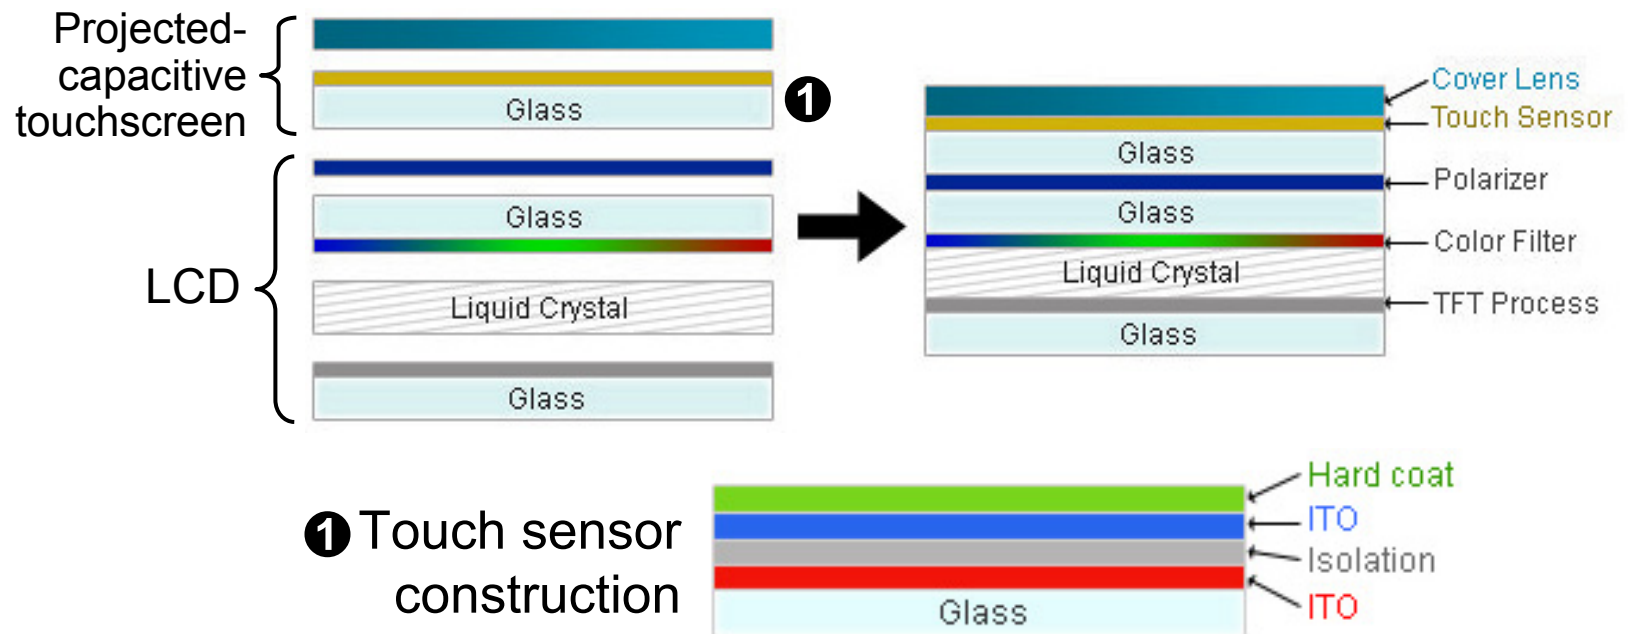 Projected-
capacitive
touchscreen
Glass
❶
LCD
Glass
Liquid Crystal
Glass
Cover Lens
Touch Sensor
Glass
Polarizer
Glass
Color Filter
Liquid Crystal
TFT Process
Glass
❶ Touch sensor
construction
Hard coat
ITO
Isolation
ITO
Glass